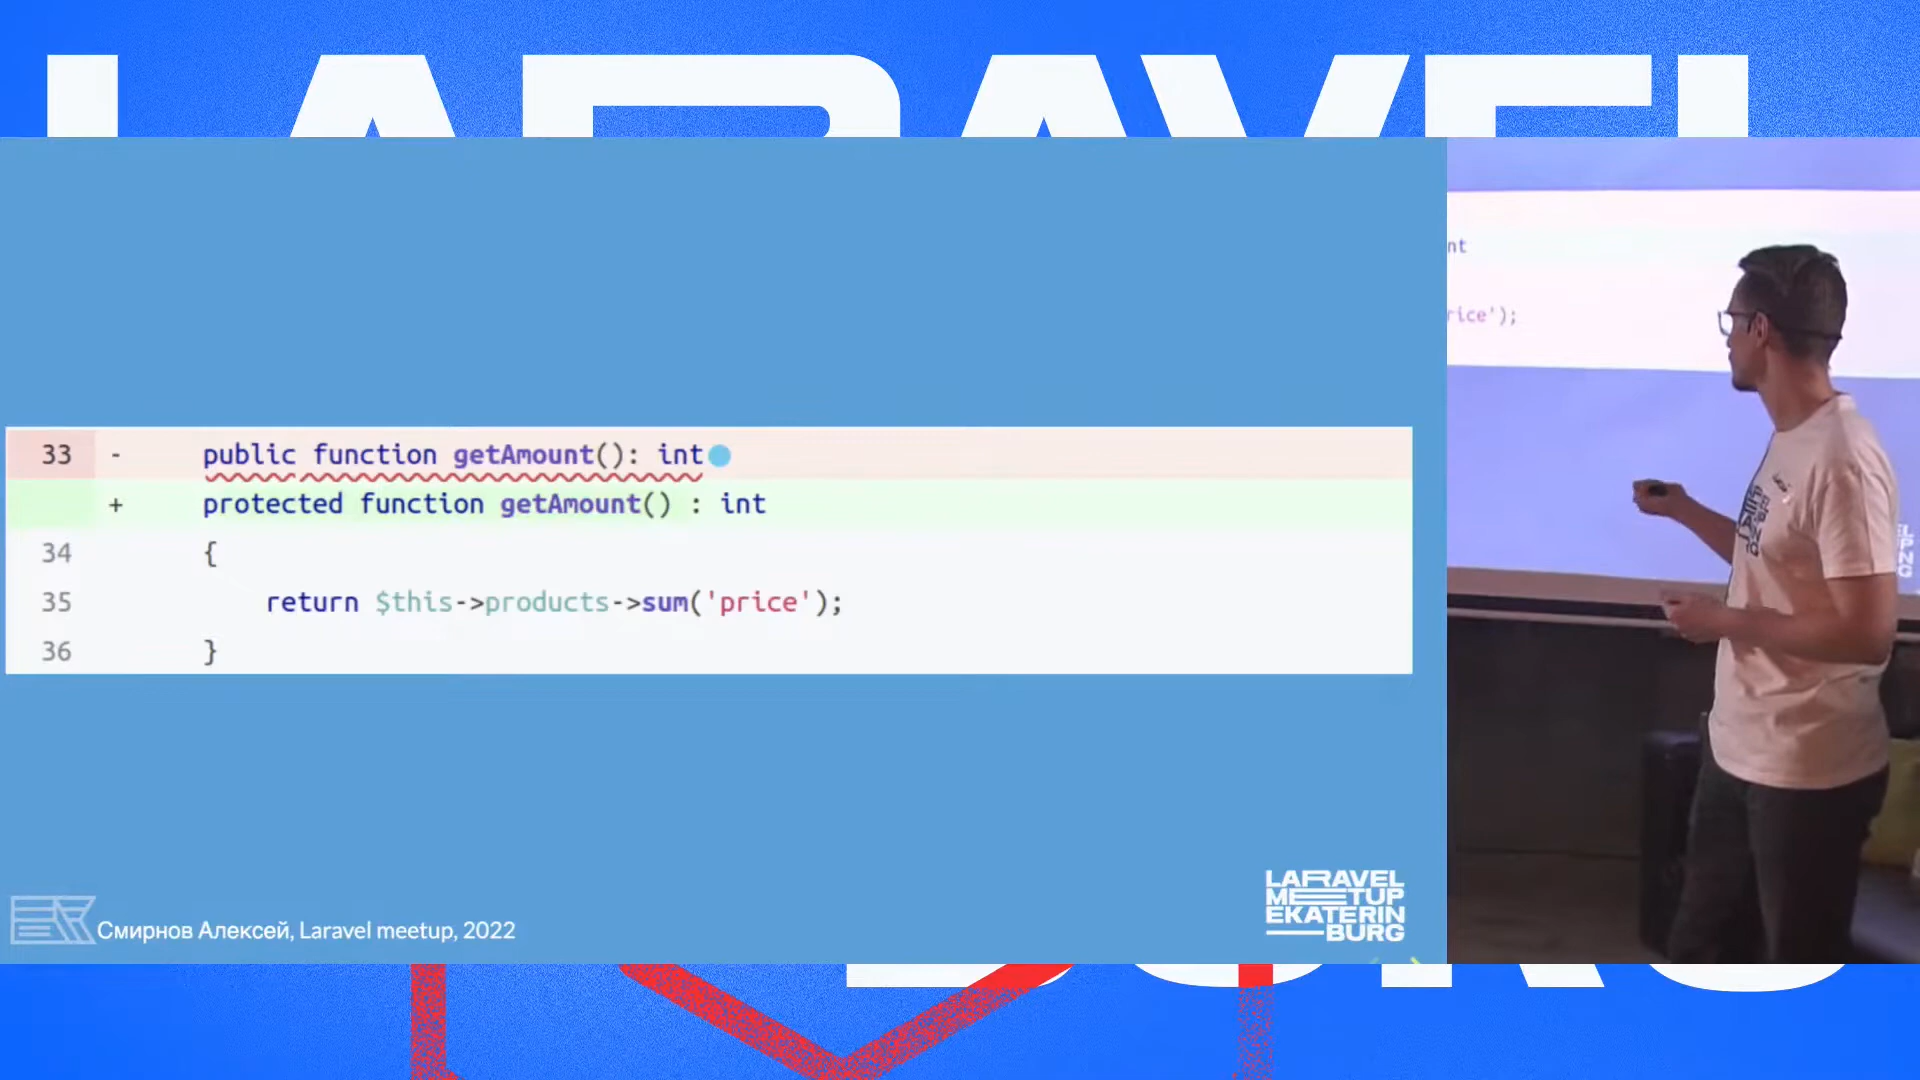 LARAVEL
33 - public function getAmount(): int
+ protected function getAmount() : int
34 {
35 return $this->products->sum('price');
36 }
Смирнов Алексей, Laravel meetup, 2022
LARAVEL
MEETUP
EKATERIN
BURG
nt
rice');